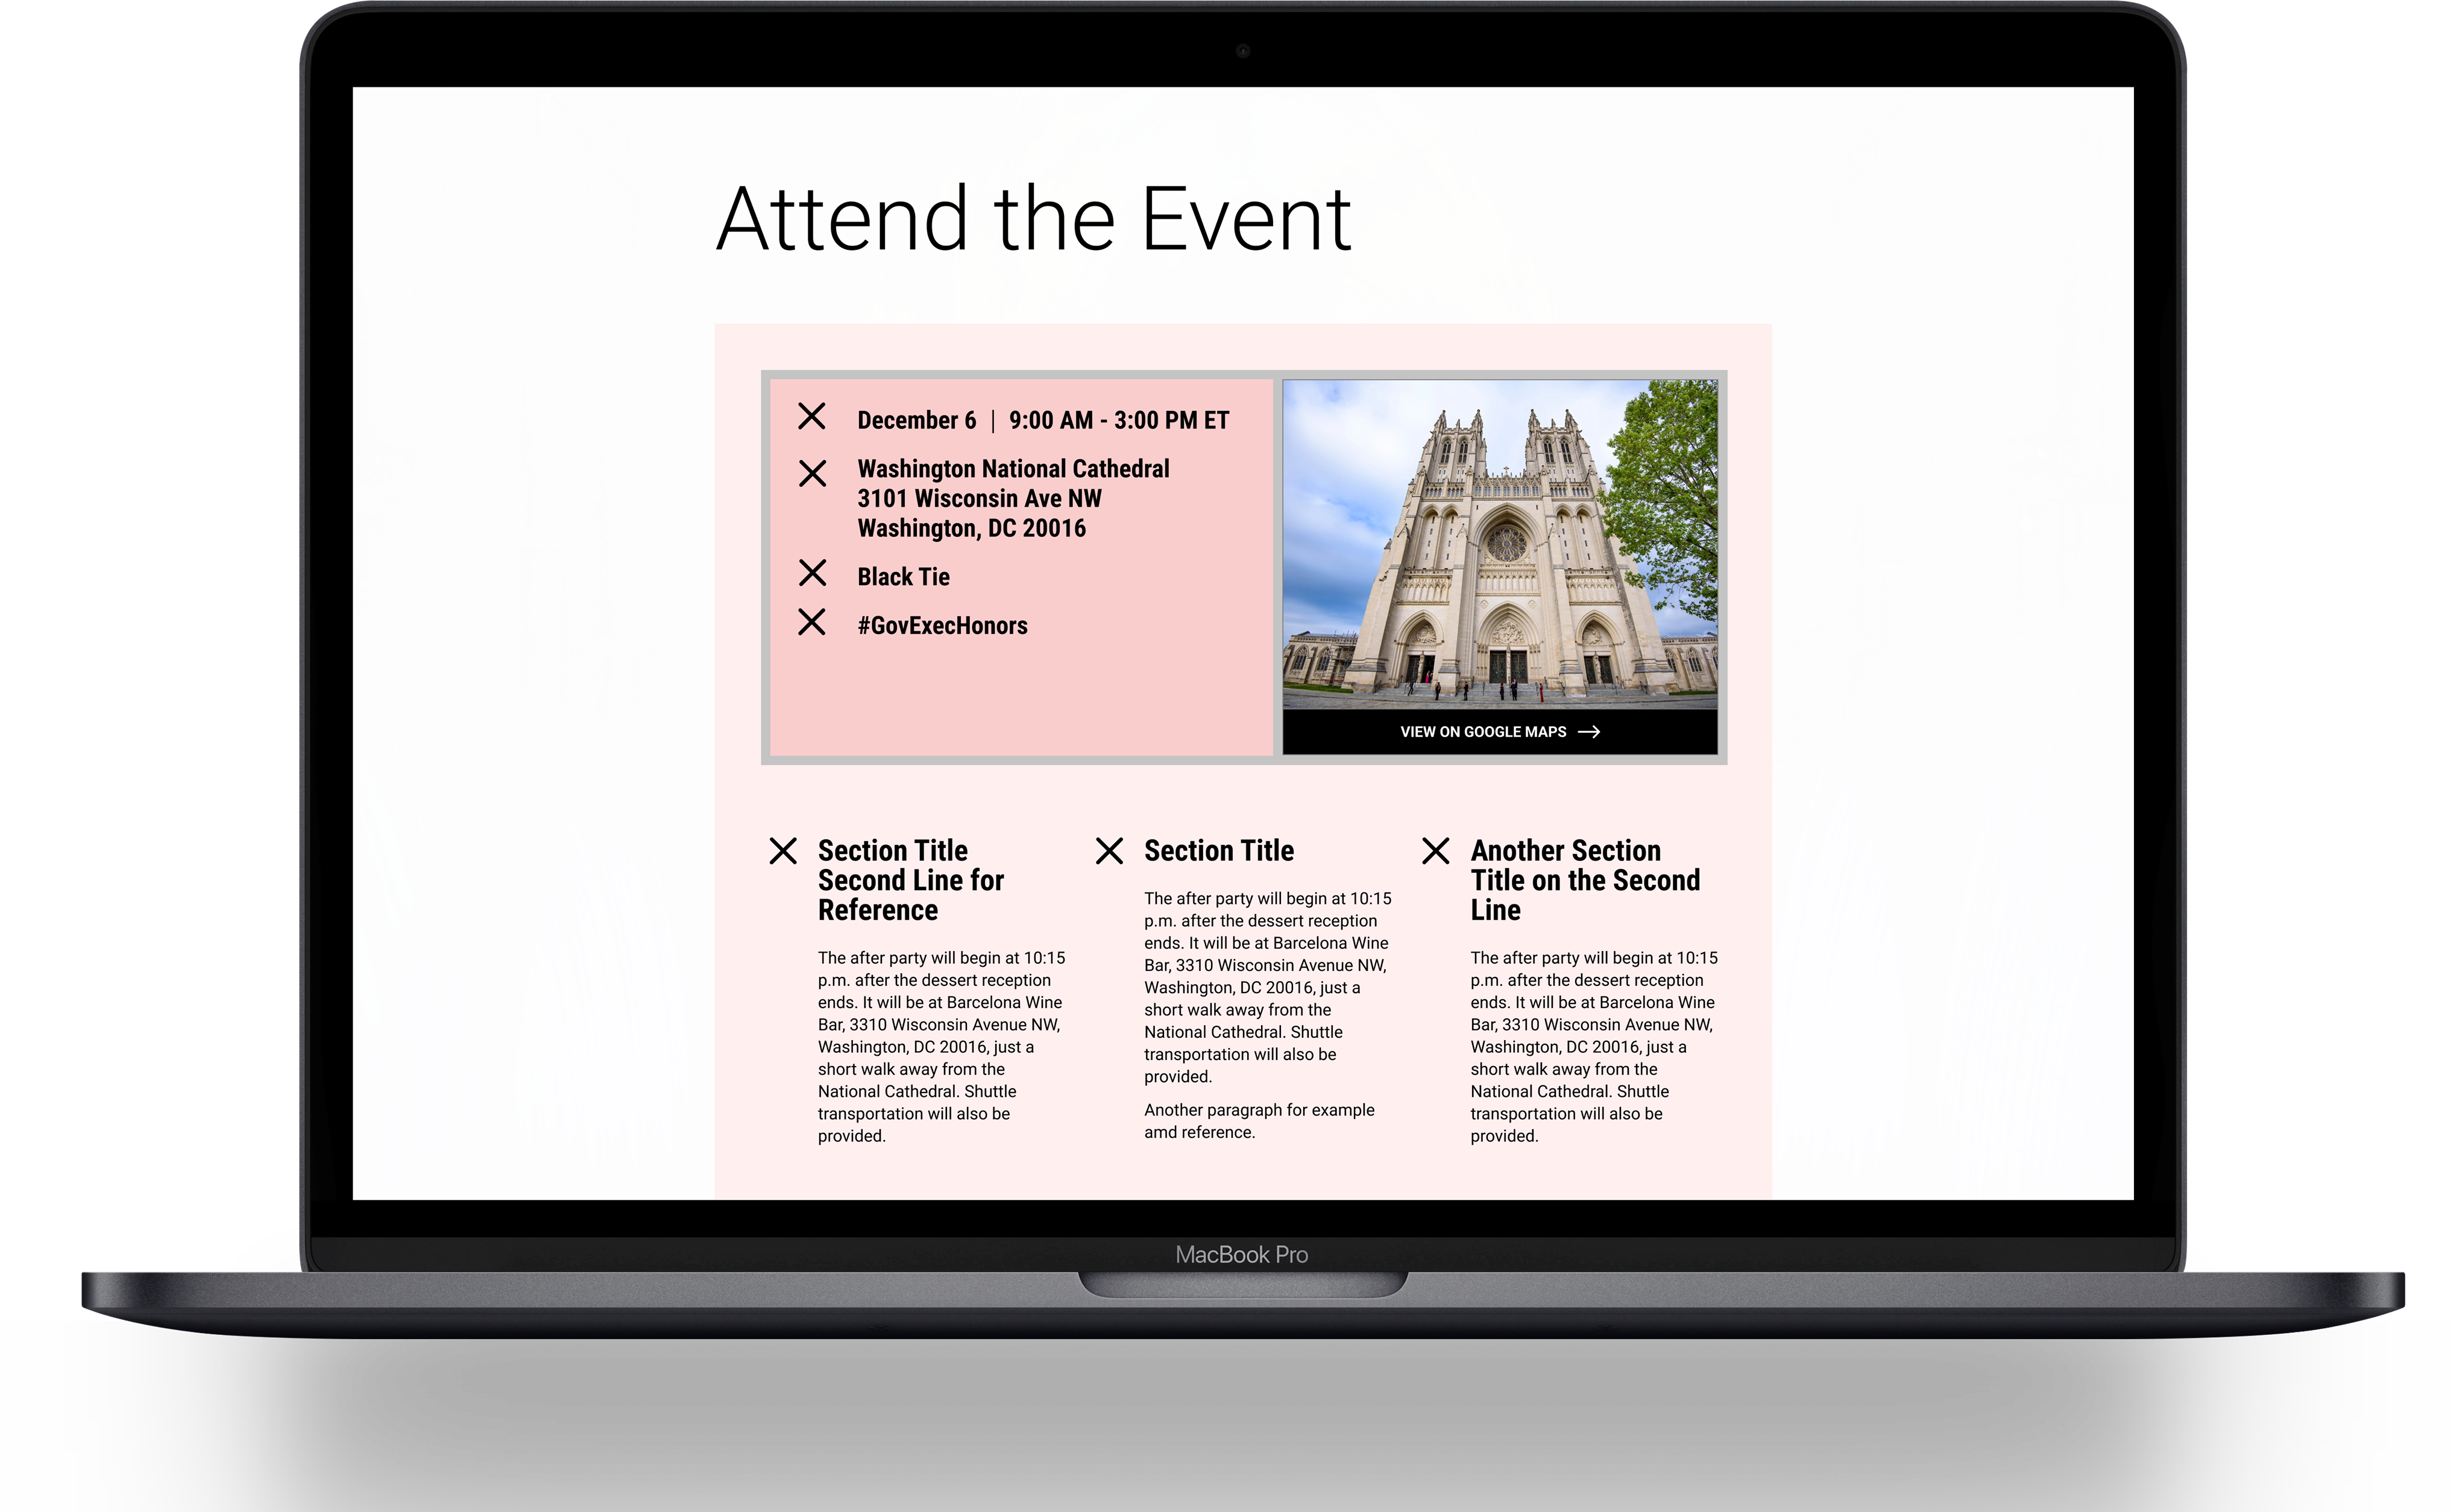 Attend the Event
December 6 | 9:00 AM - 3:00 PM ET
Washington National Cathedral
3101 Wisconsin Ave NW
Washington, DC 20016
Black Tie
#GovExecHonors
VIEW ON GOOGLE MAPS →
Section Title
Second Line for
Reference
The after party will begin at 10:15
p.m. after the dessert reception
ends. It will be at Barcelona Wine
Bar, 3310 Wisconsin Avenue NW,
Washington, DC 20016, just a
short walk away from the
National Cathedral. Shuttle
transportation will also be
provided.
Section Title
The after party will begin at 10:15
p.m. after the dessert reception
ends. It will be at Barcelona Wine
Bar, 3310 Wisconsin Avenue NW,
Washington, DC 20016, just a
short walk away from the
National Cathedral. Shuttle
transportation will also be
provided.
Another paragraph for example
amd reference.
Another Section
Title on the Second
Line
The after party will begin at 10:15
p.m. after the dessert reception
ends. It will be at Barcelona Wine
Bar, 3310 Wisconsin Avenue NW,
Washington, DC 20016, just a
short walk away from the
National Cathedral. Shuttle
transportation will also be
provided.
MacBook Pro